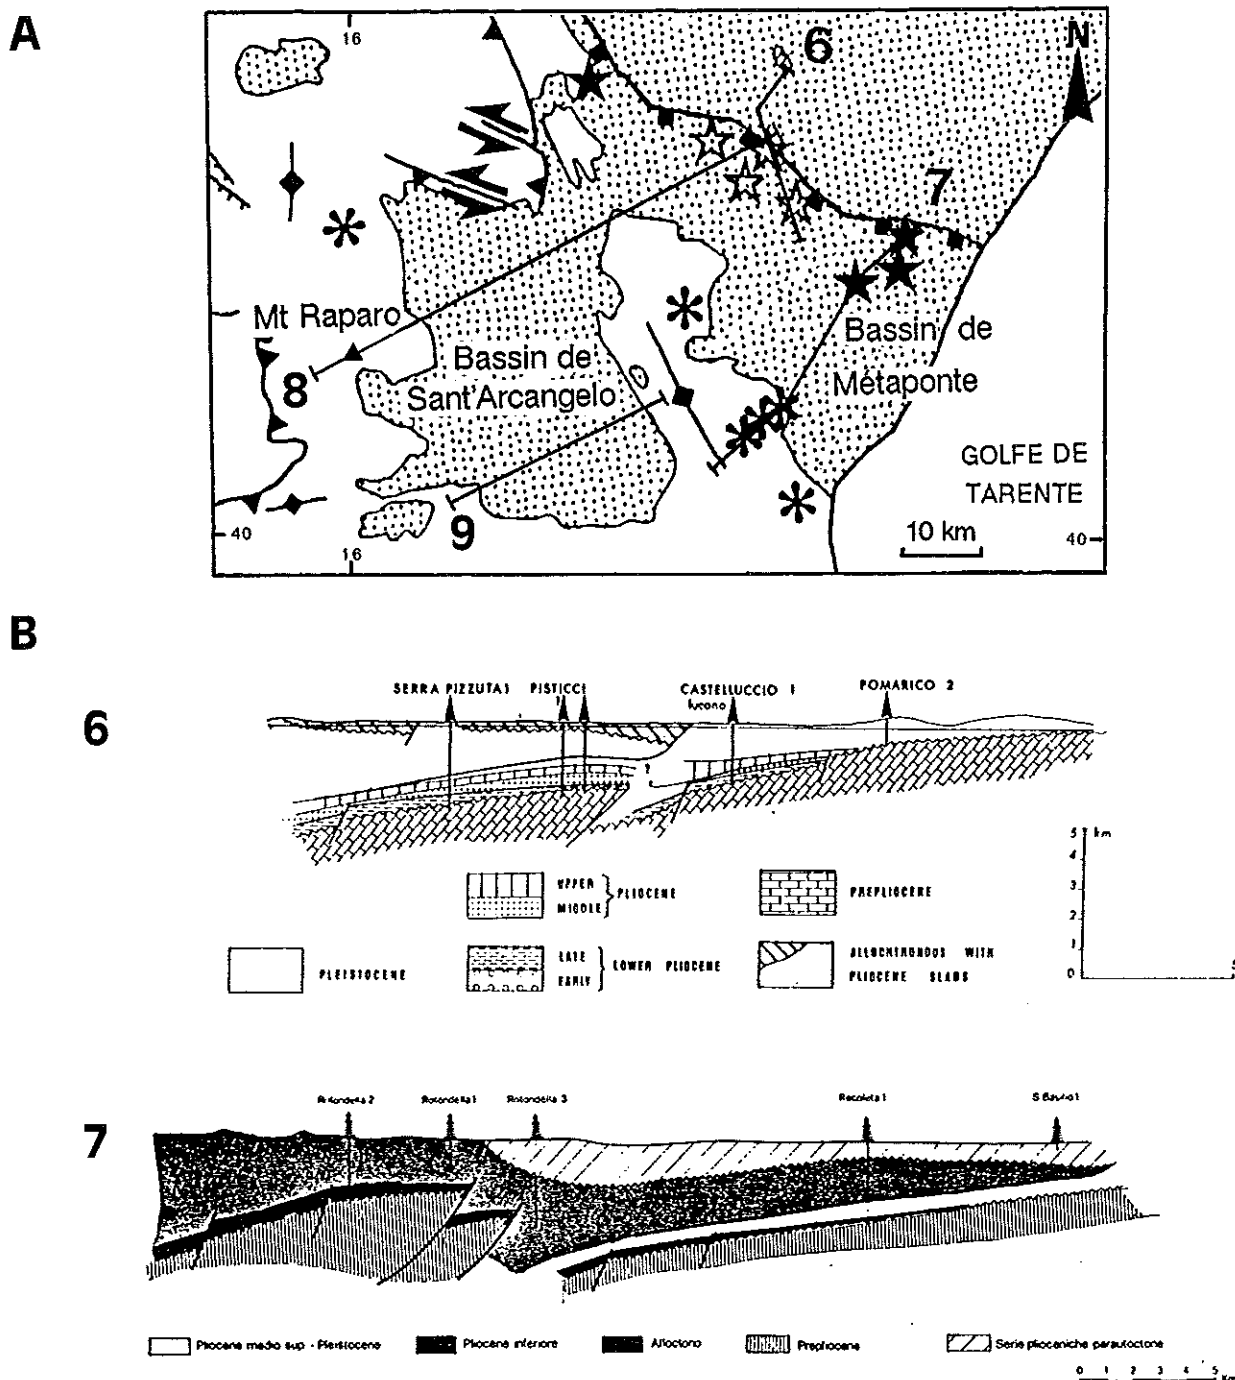 A
16
6
N
7
Mt Raparo
8
Bassin de
Sant'Arcangelo
Bassin de
Métaponte
GOLFE DE
TARENTE
9
10 km
40
16
40
B
6
SERRA PIZZUTA 1 PISTICCI CASTELLUCCIO 1 POMARICO 2
lucano
?
UPPER
MIDDLE
PLIOCENE
PREPLIOCENE
PLEISTOCENE
LATE
EARLY
LOWER PLIOCENE
ALLOCHTHONOUS WITH
PLIOCENE SLABS
5 km
4
3
2
1
0
7
Rotondella 2 Rotondella 1 Rotondella 3 Recoleta 1 S Basilio 1
Pliocene medio sup - Pleistocene Pliocene inferiore Alloctono Prepliocene Serie plioceniche parautoctone
0 1 2 3 4 5 Km